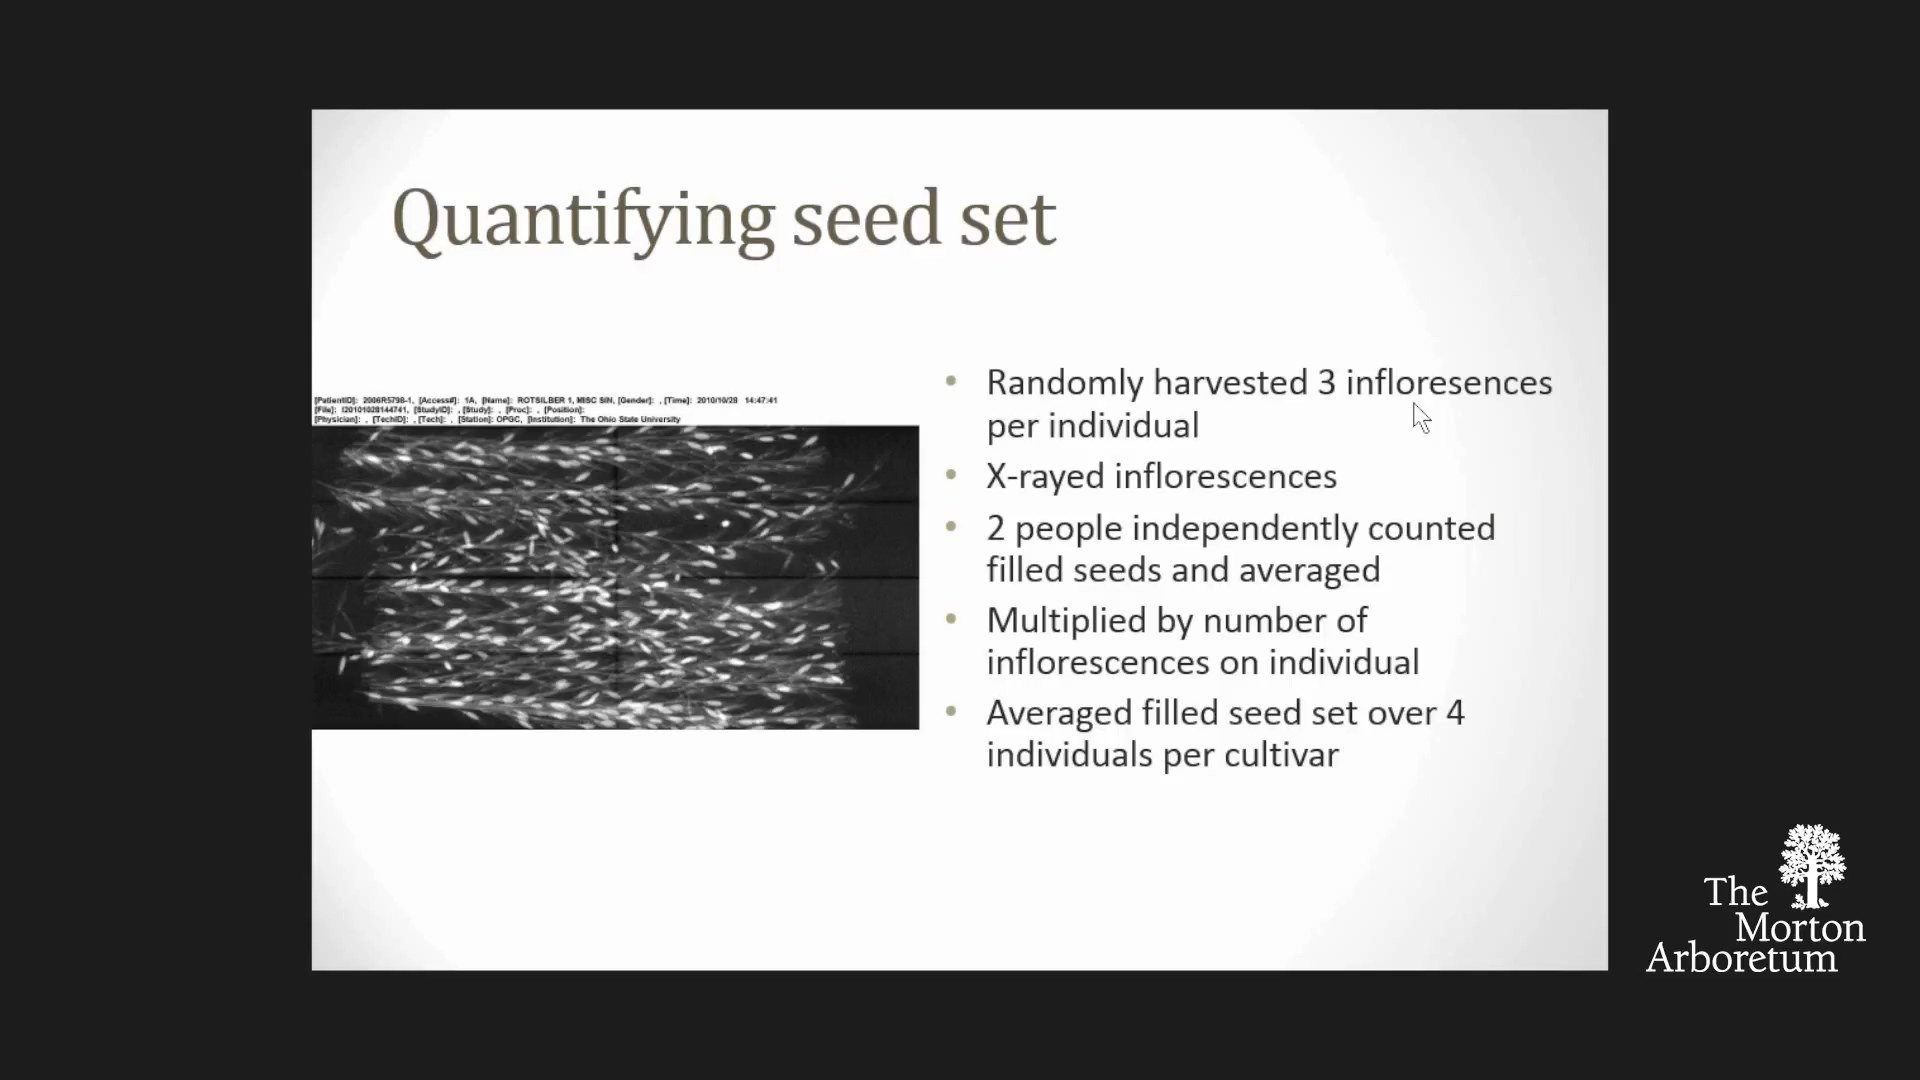 Quantifying seed set
[PatientID]: 2006R5798-1, [Access#]: 1A, [Name]: ROTSILBER 1, MISC SIN, [Gender]: , [Time]: 2010/10/28 14:47:41
[File]: I20101028144741, [StudyID]: , [Study]: , [Proc]: , [Position]:
[Physician]: , [TechID]: , [Tech]: , [Station]: OPGC, [Institution]: The Ohio State University
• Randomly harvested 3 infloresences
per individual
• X-rayed inflorescences
• 2 people independently counted
filled seeds and averaged
• Multiplied by number of
inflorescences on individual
• Averaged filled seed set over 4
individuals per cultivar
The
Morton
Arboretum